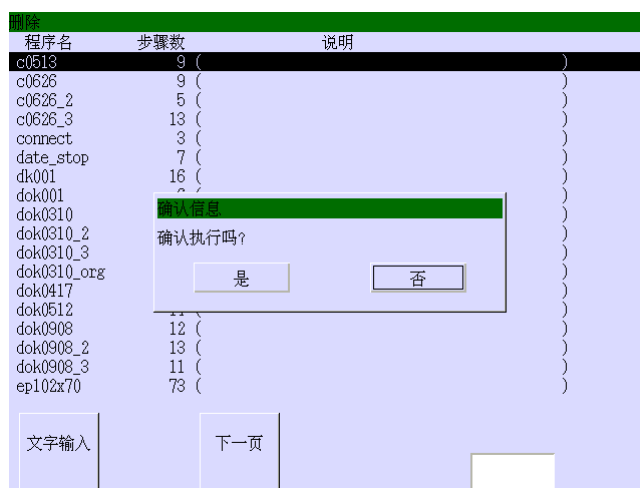 删除
程序名 步骤数 说明
c0513 9 ( )
c0626 9 ( )
c0626_2 5 ( )
c0626_3 13 ( )
connect 3 ( )
date_stop 7 ( )
dk001 16 ( )
dok001 ( )
dok0310 )
dok0310_2 )
dok0310_3 )
dok0310_org )
dok0417 )
dok0512 ( )
dok0908 12 ( )
dok0908_2 13 ( )
dok0908_3 11 ( )
ep102x70 73 ( )
确认信息
确认执行吗?
是 否
文字输入 下一页